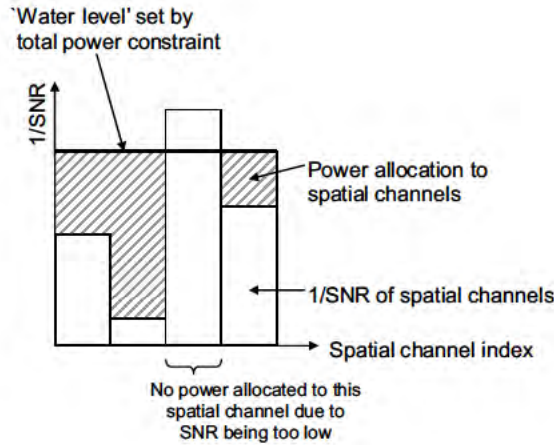 `Water level' set by
total power constraint
1/SNR
Power allocation to
spatial channels
1/SNR of spatial channels
Spatial channel index
No power allocated to this
spatial channel due to
SNR being too low